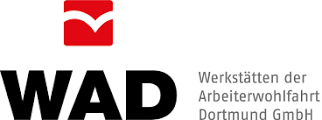 WAD
Werkstätten der
Arbeiterwohlfahrt
Dortmund GmbH